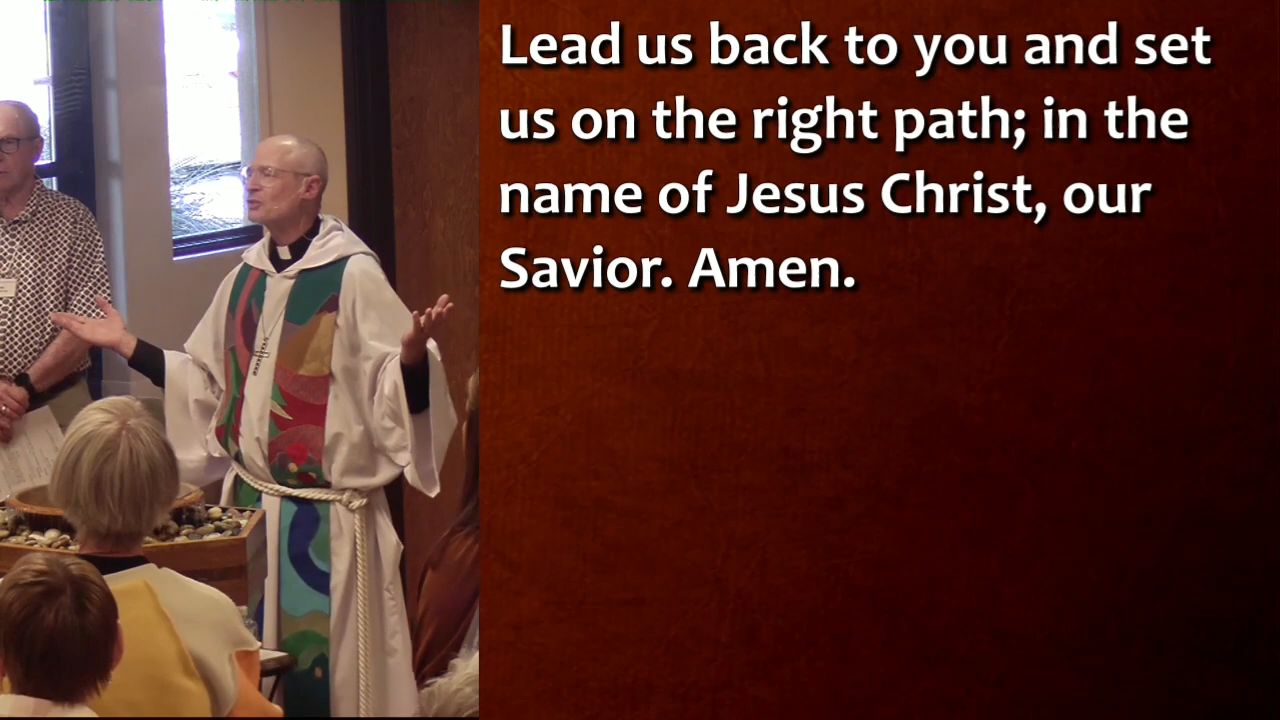 Lead us back to you and set
us on the right path; in the
name of Jesus Christ, our
Savior. Amen.